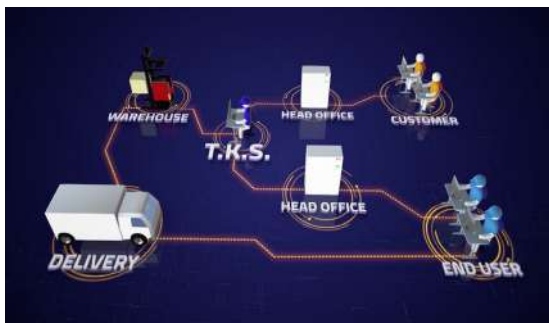 WAREHOUSE
HEAD OFFICE
CUSTOMER
T.K.S.
HEAD OFFICE
DELIVERY
END USER